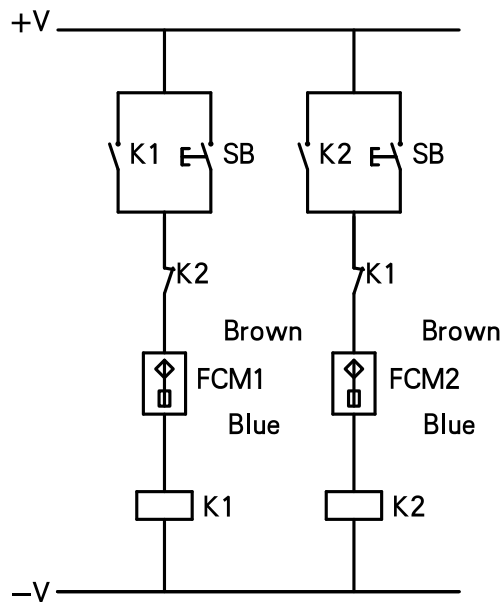 +V
K1 SB K2 SB
K2 K1
Brown Brown
FCM1 FCM2
Blue Blue
K1 K2
−V